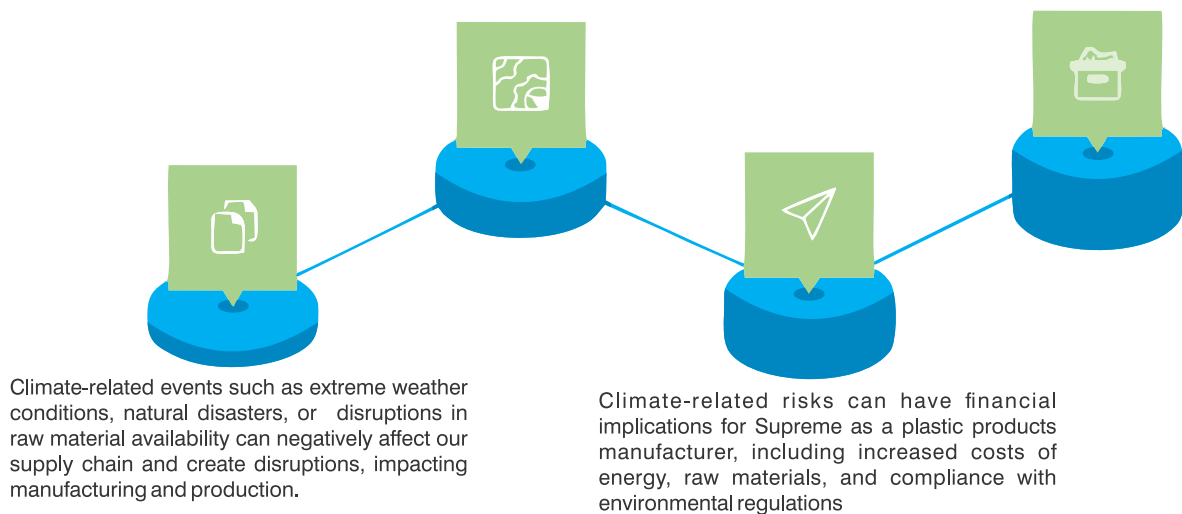 Climate-related events such as extreme weather
conditions, natural disasters, or disruptions in
raw material availability can negatively affect our
supply chain and create disruptions, impacting
manufacturing and production.
Climate-related risks can have financial
implications for Supreme as a plastic products
manufacturer, including increased costs of
energy, raw materials, and compliance with
environmental regulations